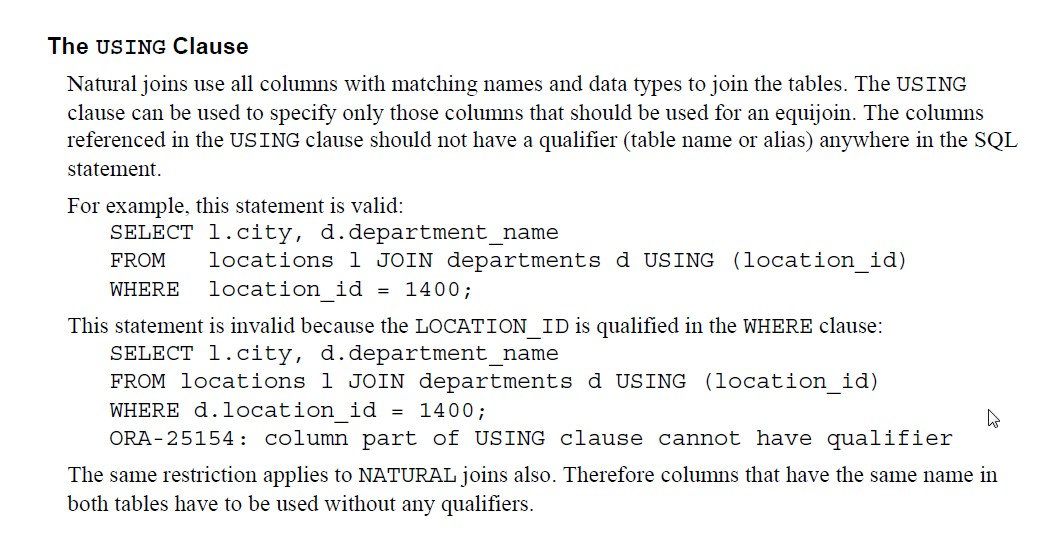 The USING Clause
Natural joins use all columns with matching names and data types to join the tables. The USING
clause can be used to specify only those columns that should be used for an equijoin. The columns
referenced in the USING clause should not have a qualifier (table name or alias) anywhere in the SQL
statement.
For example, this statement is valid:
SELECT l.city, d.department_name
FROM   locations l JOIN departments d USING (location_id)
WHERE  location_id = 1400;
This statement is invalid because the LOCATION_ID is qualified in the WHERE clause:
SELECT l.city, d.department_name
FROM locations l JOIN departments d USING (location_id)
WHERE d.location_id = 1400;
ORA-25154: column part of USING clause cannot have qualifier
The same restriction applies to NATURAL joins also. Therefore columns that have the same name in
both tables have to be used without any qualifiers.